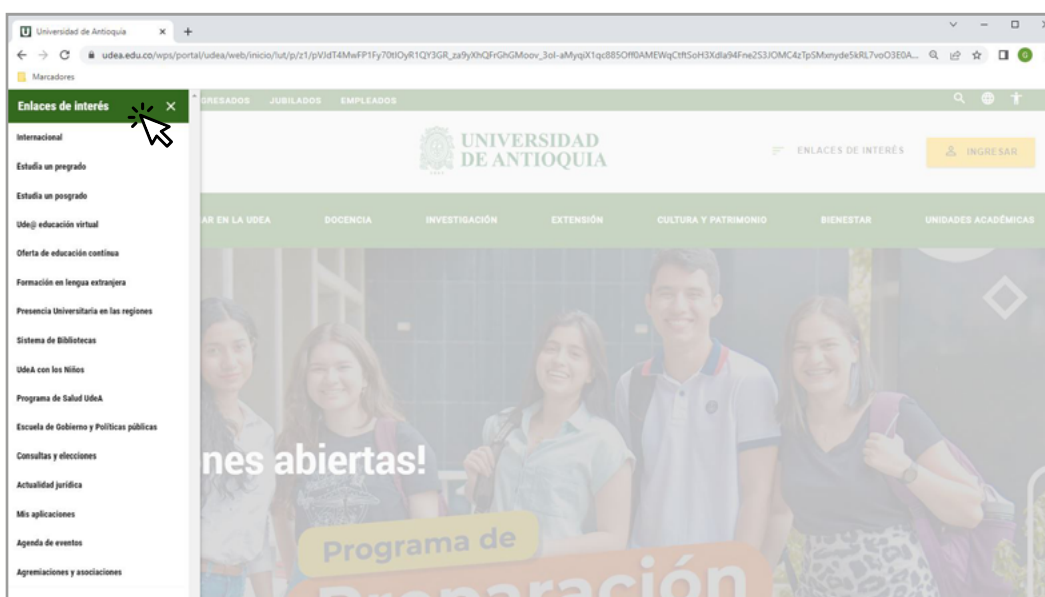 Universidad de Antioquia
udea.edu.co/wps/portal/udea/web/inicio/!ut/p/z1/
Marcadores
Enlaces de interés
GRESADOS JUBILADOS EMPLEADOS
UNIVERSIDAD
DE ANTIOQUIA
ENLACES DE INTERÉS
INGRESAR
AR EN LA UDEA DOCENCIA INVESTIGACIÓN EXTENSIÓN CULTURA Y PATRIMONIO BIENESTAR UNIDADES ACADÉMICAS
Internacional
Estudia un pregrado
Estudia un posgrado
Ude@ educación virtual
Oferta de educación continua
Formación en lengua extranjera
Presencia Universitaria en las regiones
Sistema de Bibliotecas
UdeA con los Niños
Programa de Salud UdeA
Escuela de Gobierno y Políticas públicas
Consultas y elecciones
Actualidad jurídica
Mis aplicaciones
Agenda de eventos
Agremiaciones y asociaciones
nes abiertas!
Programa de
Preparación